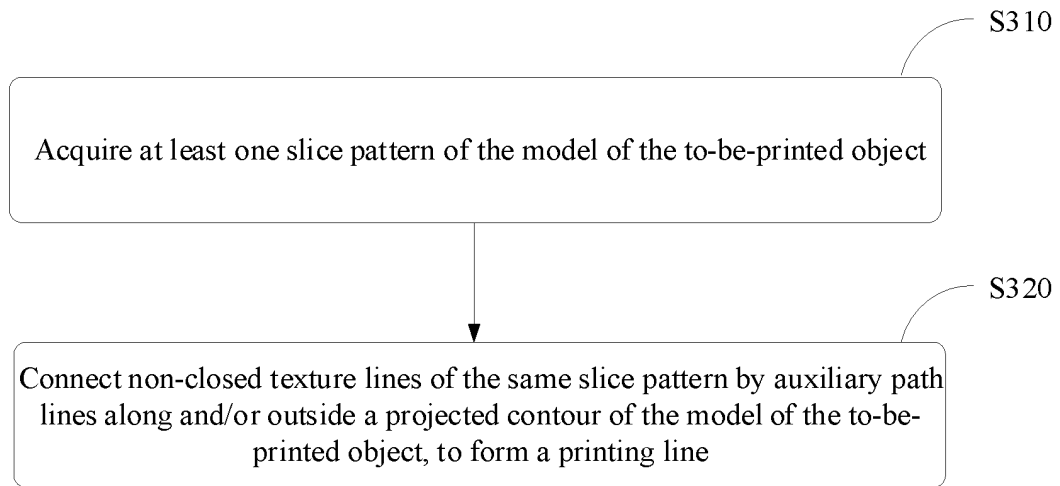 S310
Acquire at least one slice pattern of the model of the to-be-printed object
S320
Connect non-closed texture lines of the same slice pattern by auxiliary path
lines along and/or outside a projected contour of the model of the to-be-
printed object, to form a printing line